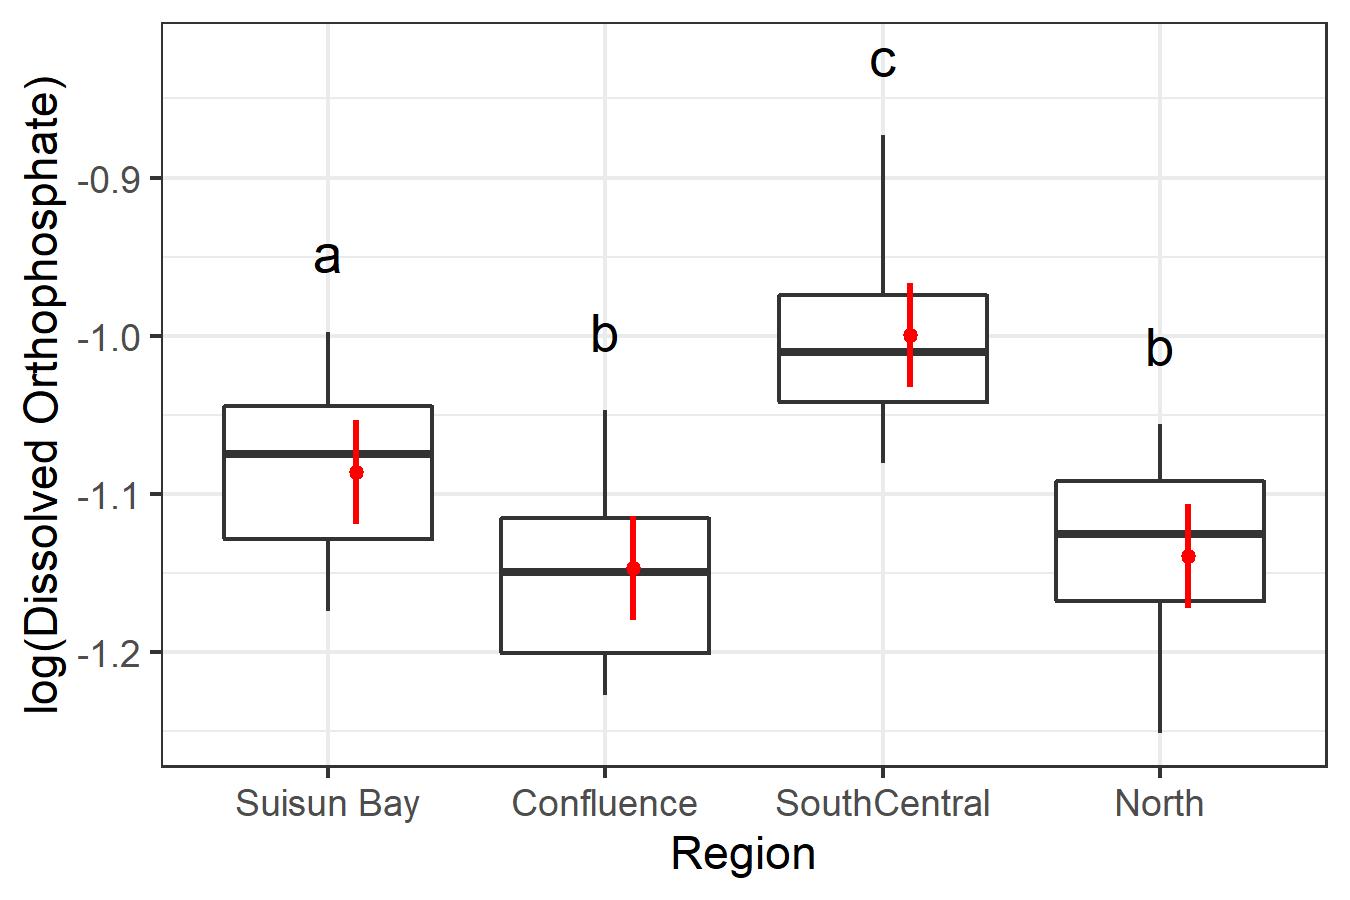 c
-0.9
a
-1.0
b
b
-1.1
-1.2
log(Dissolved Orthophosphate)
Suisun Bay Confluence SouthCentral North
Region